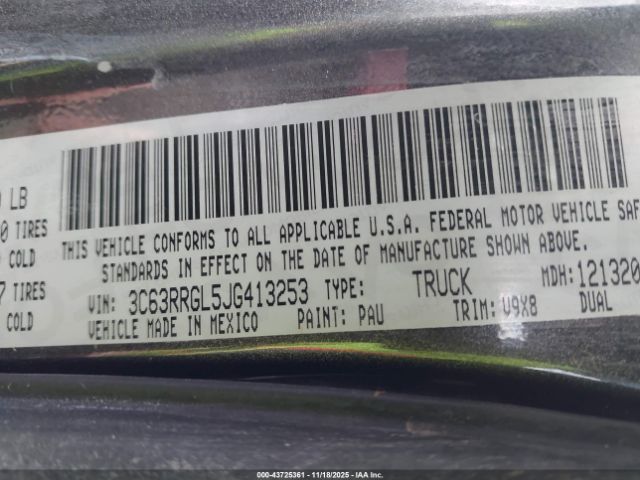 LB
TIRES
COLD
TIRES
COLD
THIS VEHICLE CONFORMS TO ALL APPLICABLE U.S.A. FEDERAL MOTOR VEHICLE SAF
STANDARDS IN EFFECT ON THE DATE OF MANUFACTURE SHOWN ABOVE.
VIN: 3C63RRGL5JG413253 TYPE: TRUCK MDH: 121320
VEHICLE MADE IN MEXICO PAINT: PAU TRIM: V9X8 DUAL
000-43725361 | 11/18/2025 | IAA Inc.